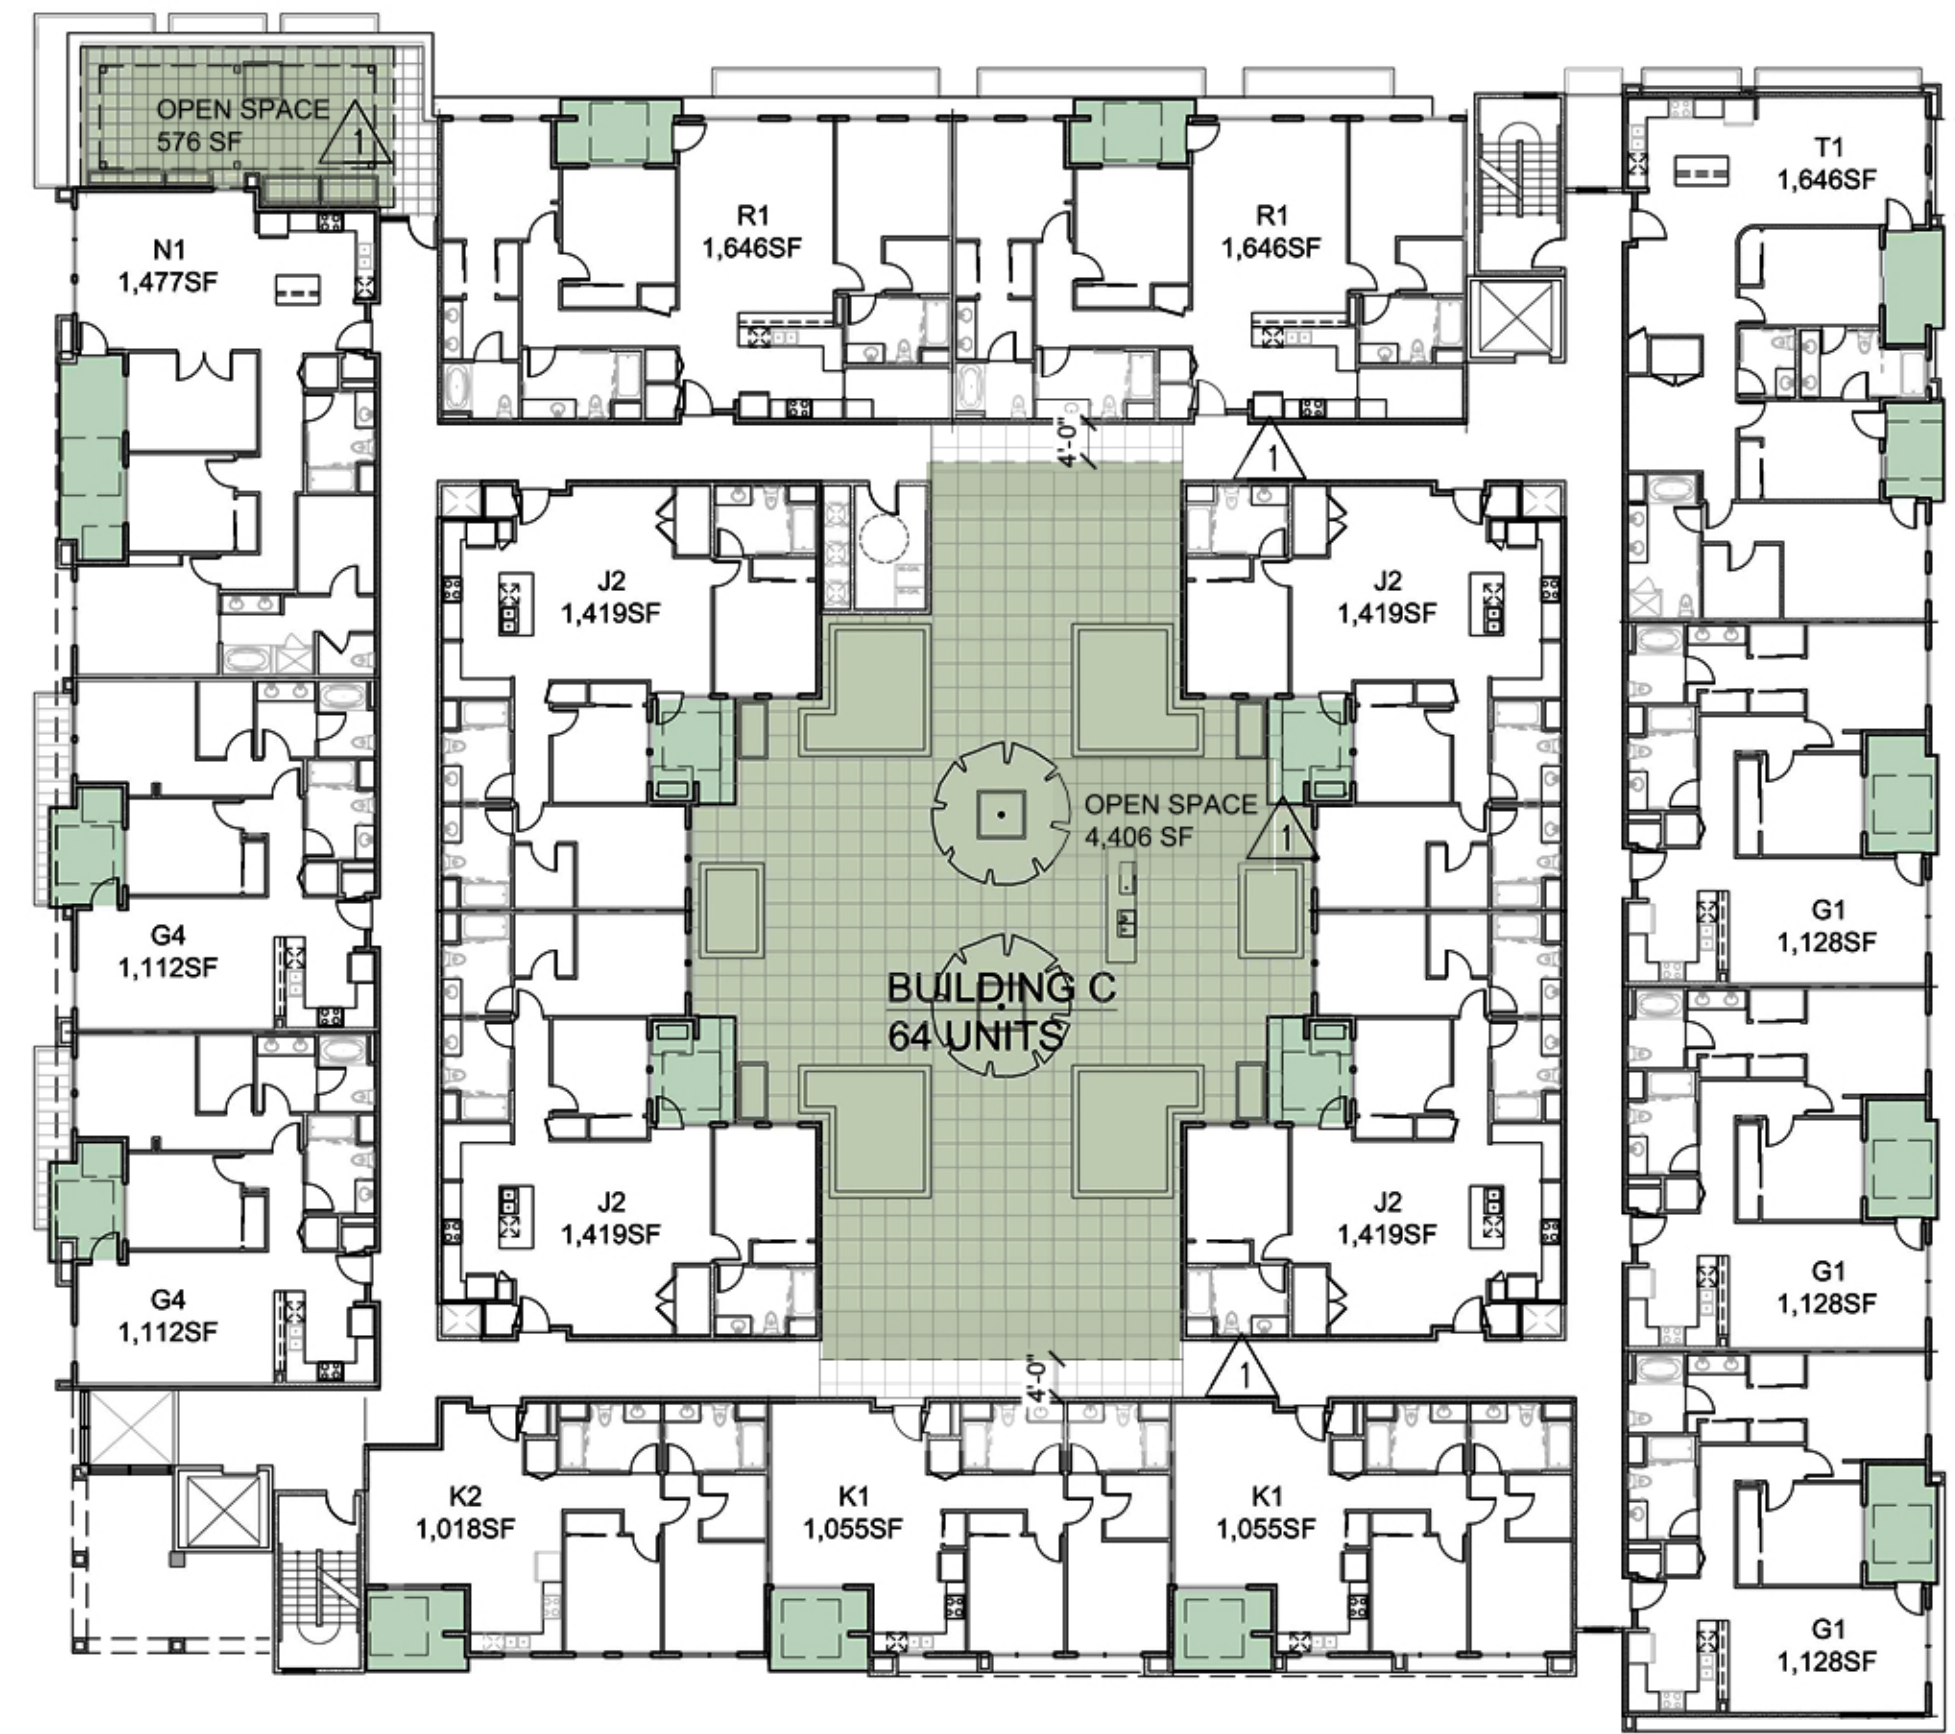 OPEN SPACE
576 SF
1
N1
1,477SF
R1
1,646SF
R1
1,646SF
T1
1,646SF
4'-0"
1
J2
1,419SF
J2
1,419SF
OPEN SPACE
4,406 SF
1
G4
1,112SF
G1
1,128SF
BUILDING C
64 UNITS
J2
1,419SF
J2
1,419SF
G4
1,112SF
G1
1,128SF
4'-0"
1
K2
1,018SF
K1
1,055SF
K1
1,055SF
G1
1,128SF